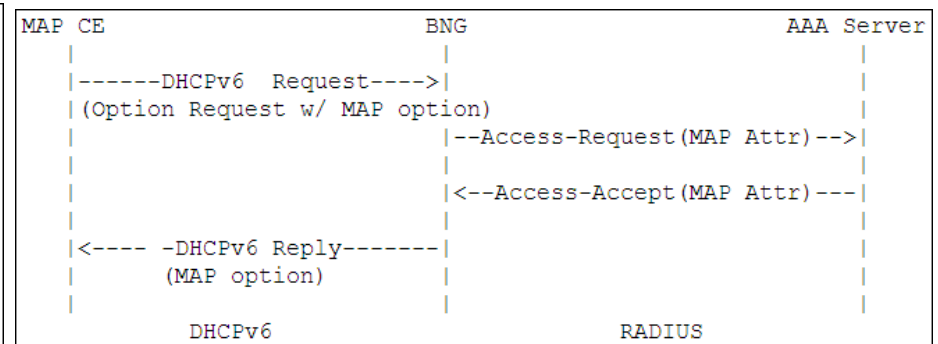 MAP CE                         BNG                          AAA Server
|------DHCPv6  Request---->|
|(Option Request w/ MAP option)
|--Access-Request(MAP Attr)-->|
|<--Access-Accept(MAP Attr)---|
|<---- -DHCPv6 Reply-------|
(MAP option)
DHCPv6                         RADIUS